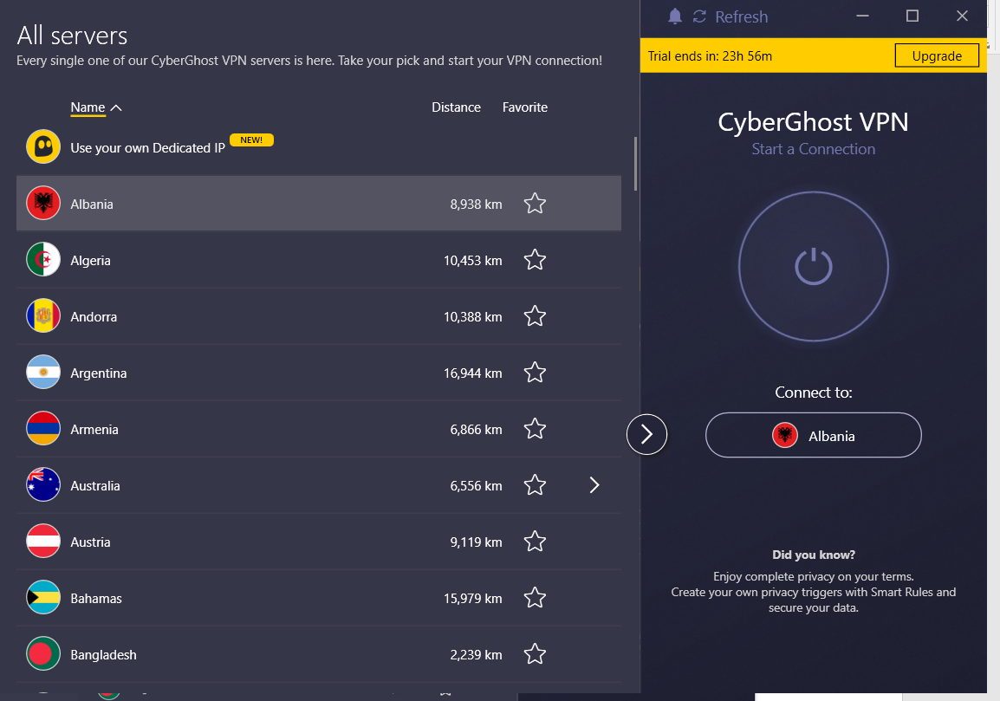 All servers
Every single one of our CyberGhost VPN servers is here. Take your pick and start your VPN connection!
Name Distance Favorite
Use your own Dedicated IP NEW!
Albania 8,938 km
Algeria 10,453 km
Andorra 10,388 km
Argentina 16,944 km
Armenia 6,866 km
Australia 6,556 km
Austria 9,119 km
Bahamas 15,979 km
Bangladesh 2,239 km
Refresh
Trial ends in: 23h 56m Upgrade
CyberGhost VPN
Start a Connection
Connect to:
Albania
Did you know?
Enjoy complete privacy on your terms.
Create your own privacy triggers with Smart Rules and
secure your data.